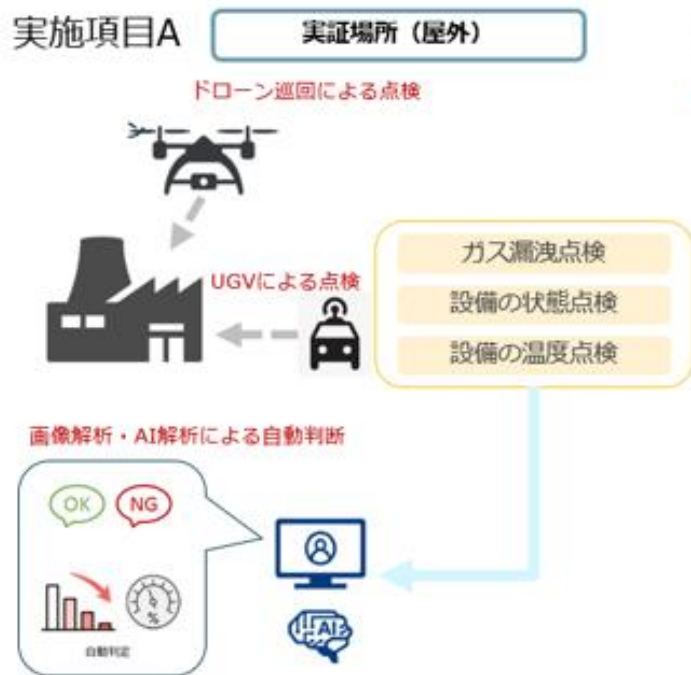 実施項目A
実証場所（屋外）
ドローン巡回による点検
UGVによる点検
ガス漏洩点検
設備の状態点検
設備の温度点検
画像解析・AI解析による自動判断
OK
NG
%
自動判定
AI